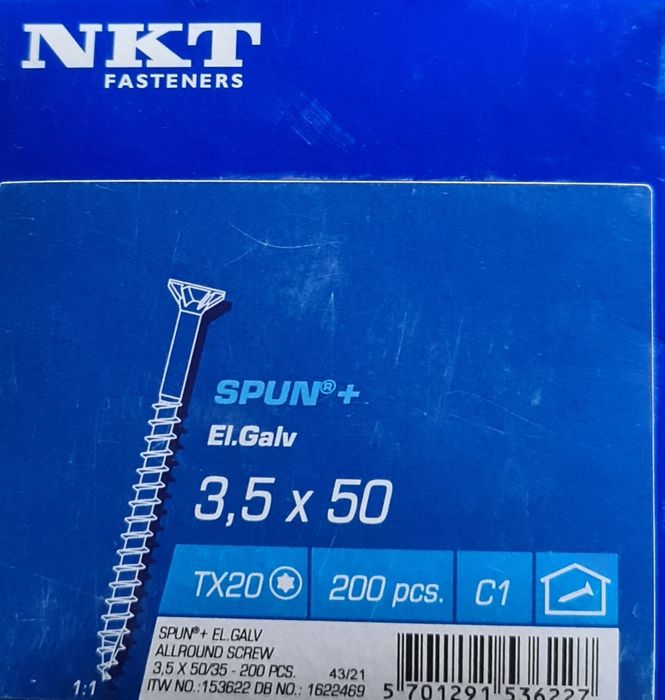 NKT
FASTENERS
SPUN®+
El.Galv
3,5 x 50
TX20 200 pcs. C1
SPUN®+ EL.GALV
ALLROUND SCREW
3,5 X 50/35 - 200 PCS. 43/21
ITW NO.:153622 DB NO.: 1622469
5 701291 536227
1:1